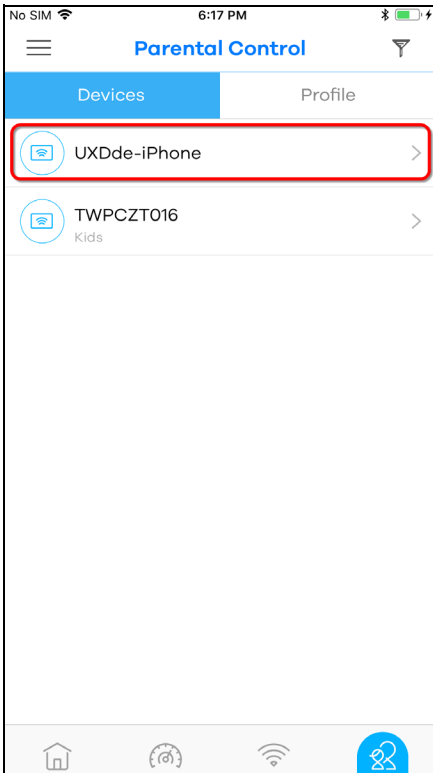 No SIM 6:17 PM
Parental Control
Devices Profile
UXDde-iPhone
TWPCZT016
Kids